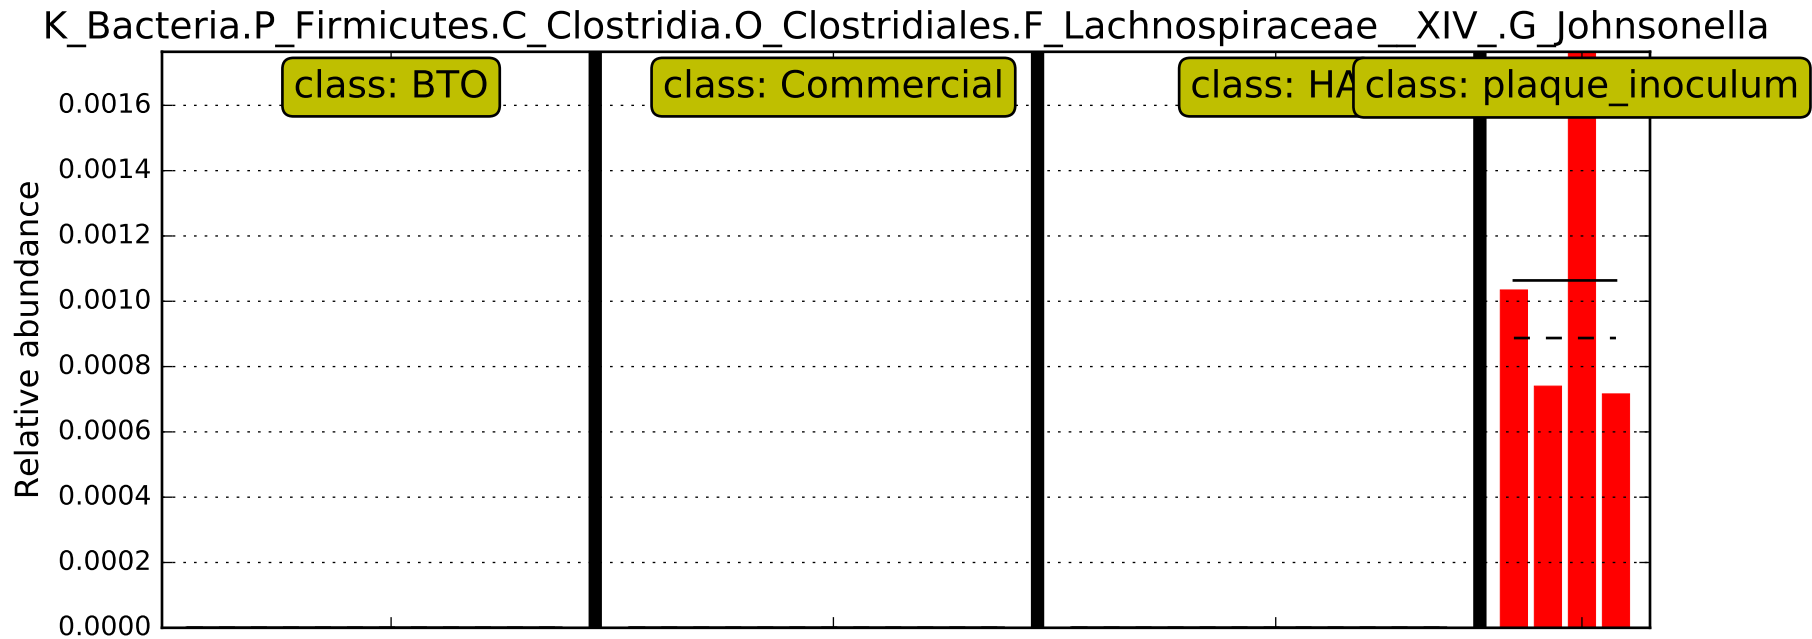 K_Bacteria.P_Firmicutes.C_Clostridia.O_Clostridiales.F_Lachnospiraceae__XIV_.G_Johnsonella
class: BTO
class: Commercial
class: HA
class: plaque_inoculum
Relative abundance
0.0016
0.0014
0.0012
0.0010
0.0008
0.0006
0.0004
0.0002
0.0000